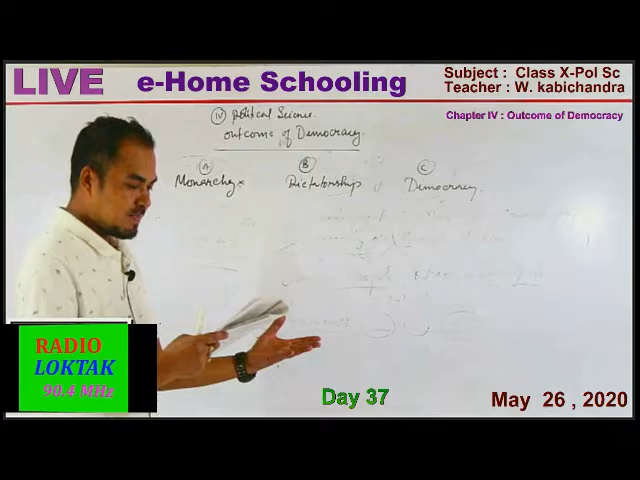 LIVE e-Home Schooling
Subject : Class X-Pol Sc
Teacher : W. kabichandra
Chapter IV : Outcome of Democracy
IV Political Science.
outcome of Democracy.
A B C
Monarchy× Dictatorship Democracy.
RADIO
LOKTAK
90.4 MHz
Day 37
May 26 , 2020